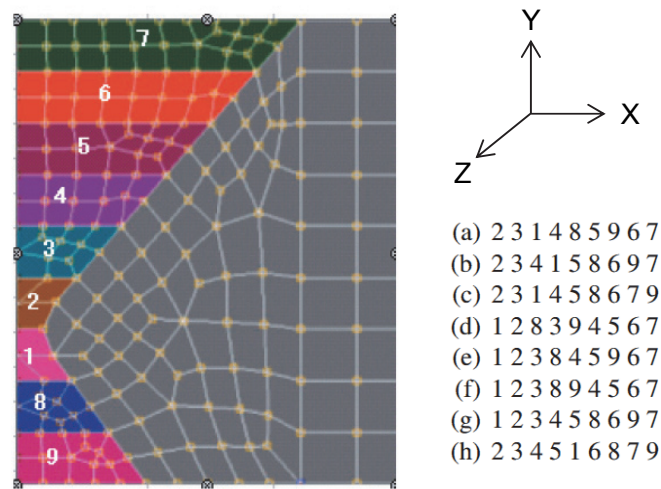 7
6
5
4
3
2
1
8
9
Y
X
Z
(a) 2 3 1 4 8 5 9 6 7
(b) 2 3 4 1 5 8 6 9 7
(c) 2 3 1 4 5 8 6 7 9
(d) 1 2 8 3 9 4 5 6 7
(e) 1 2 3 8 4 5 9 6 7
(f) 1 2 3 8 9 4 5 6 7
(g) 1 2 3 4 5 8 6 9 7
(h) 2 3 4 5 1 6 8 7 9